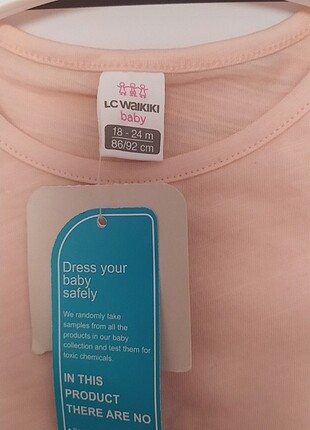 LC WAIKIKI
baby
18 - 24 m
86/92 cm
Dress your
baby
safely
We randomly take
samples from all the
products in our baby
collection and test them for
toxic chemicals.
IN THIS
PRODUCT
THERE ARE NO